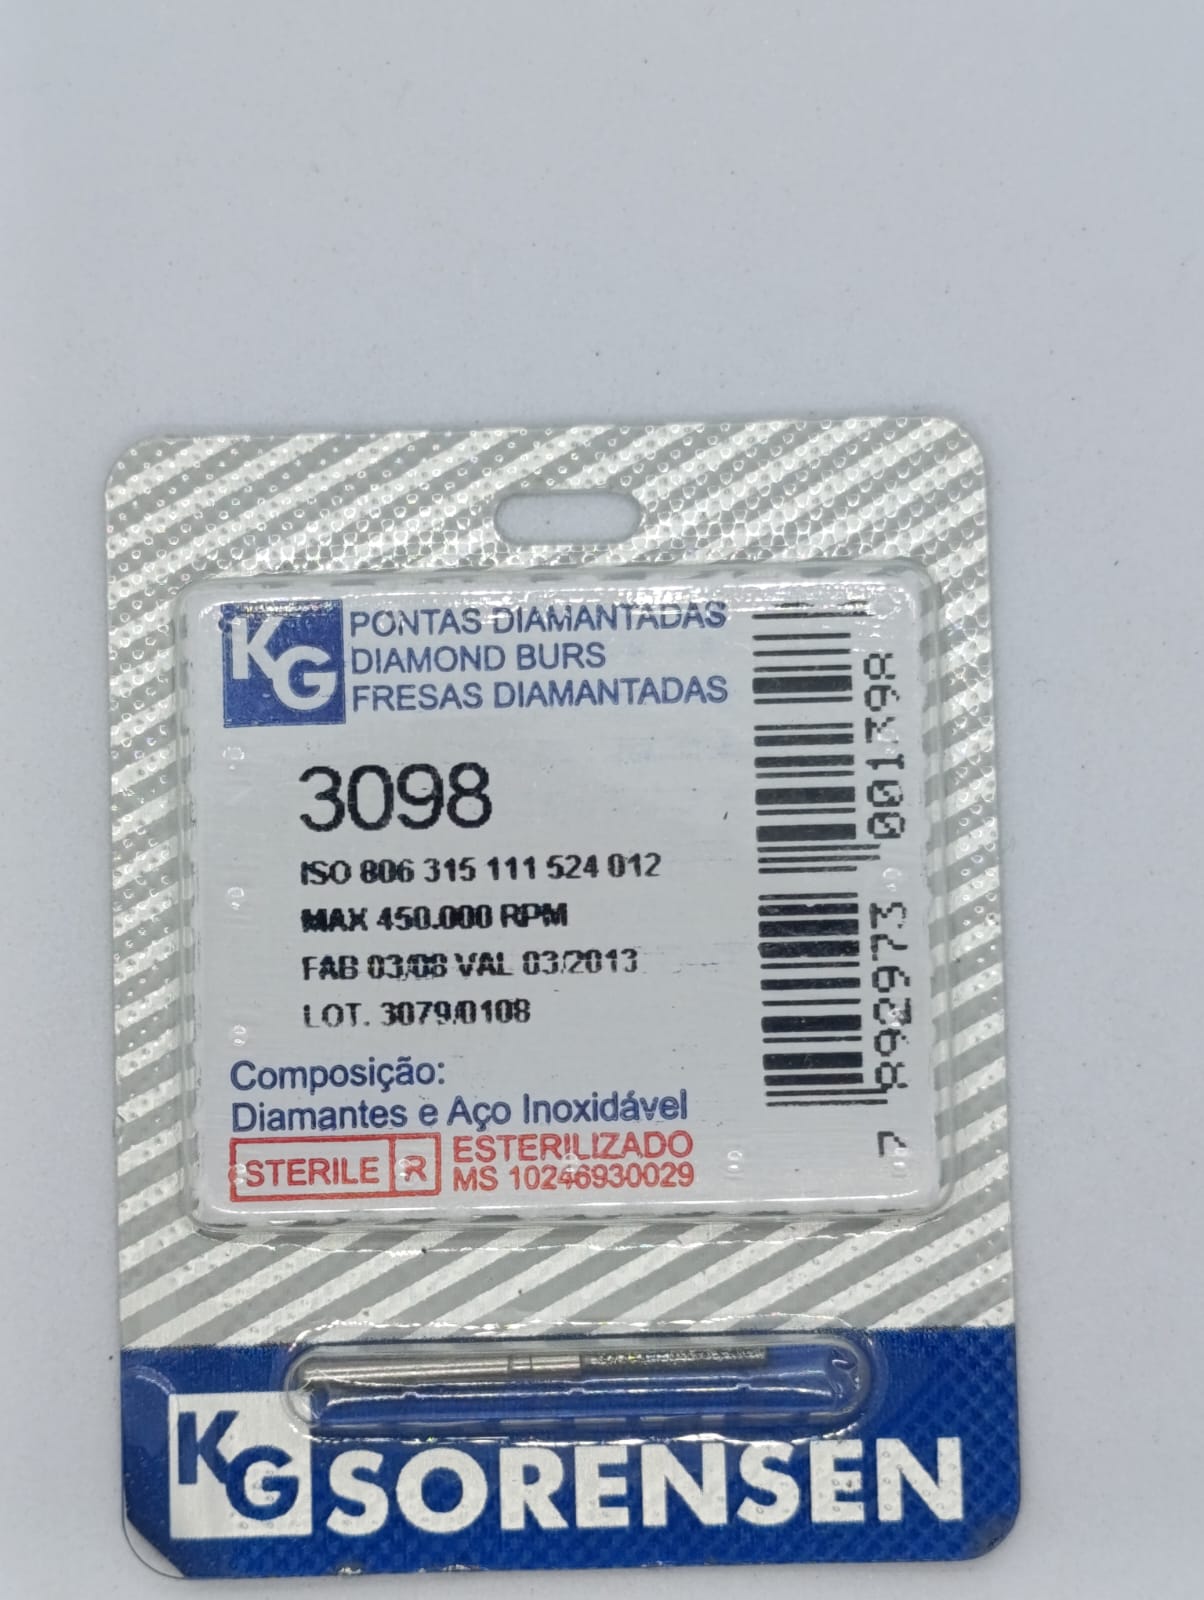 KG
PONTAS DIAMANTADAS
DIAMOND BURS
FRESAS DIAMANTADAS
3098
ISO 806 315 111 524 012
MAX 450.000 RPM
FAB 03/08 VAL 03/2013
LOT. 3079/0108
Composição:
Diamantes e Aço Inoxidável
STERILE R
ESTERILIZADO
MS 10246930029
7 892973 001398
KG SORENSEN